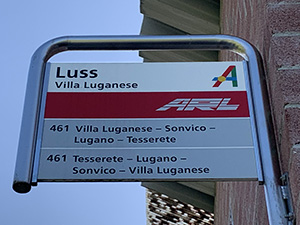 Luss
Villa Luganese
ARL
461 Villa Luganese – Sonvico –
Lugano – Tesserete
461 Tesserete – Lugano –
Sonvico – Villa Luganese